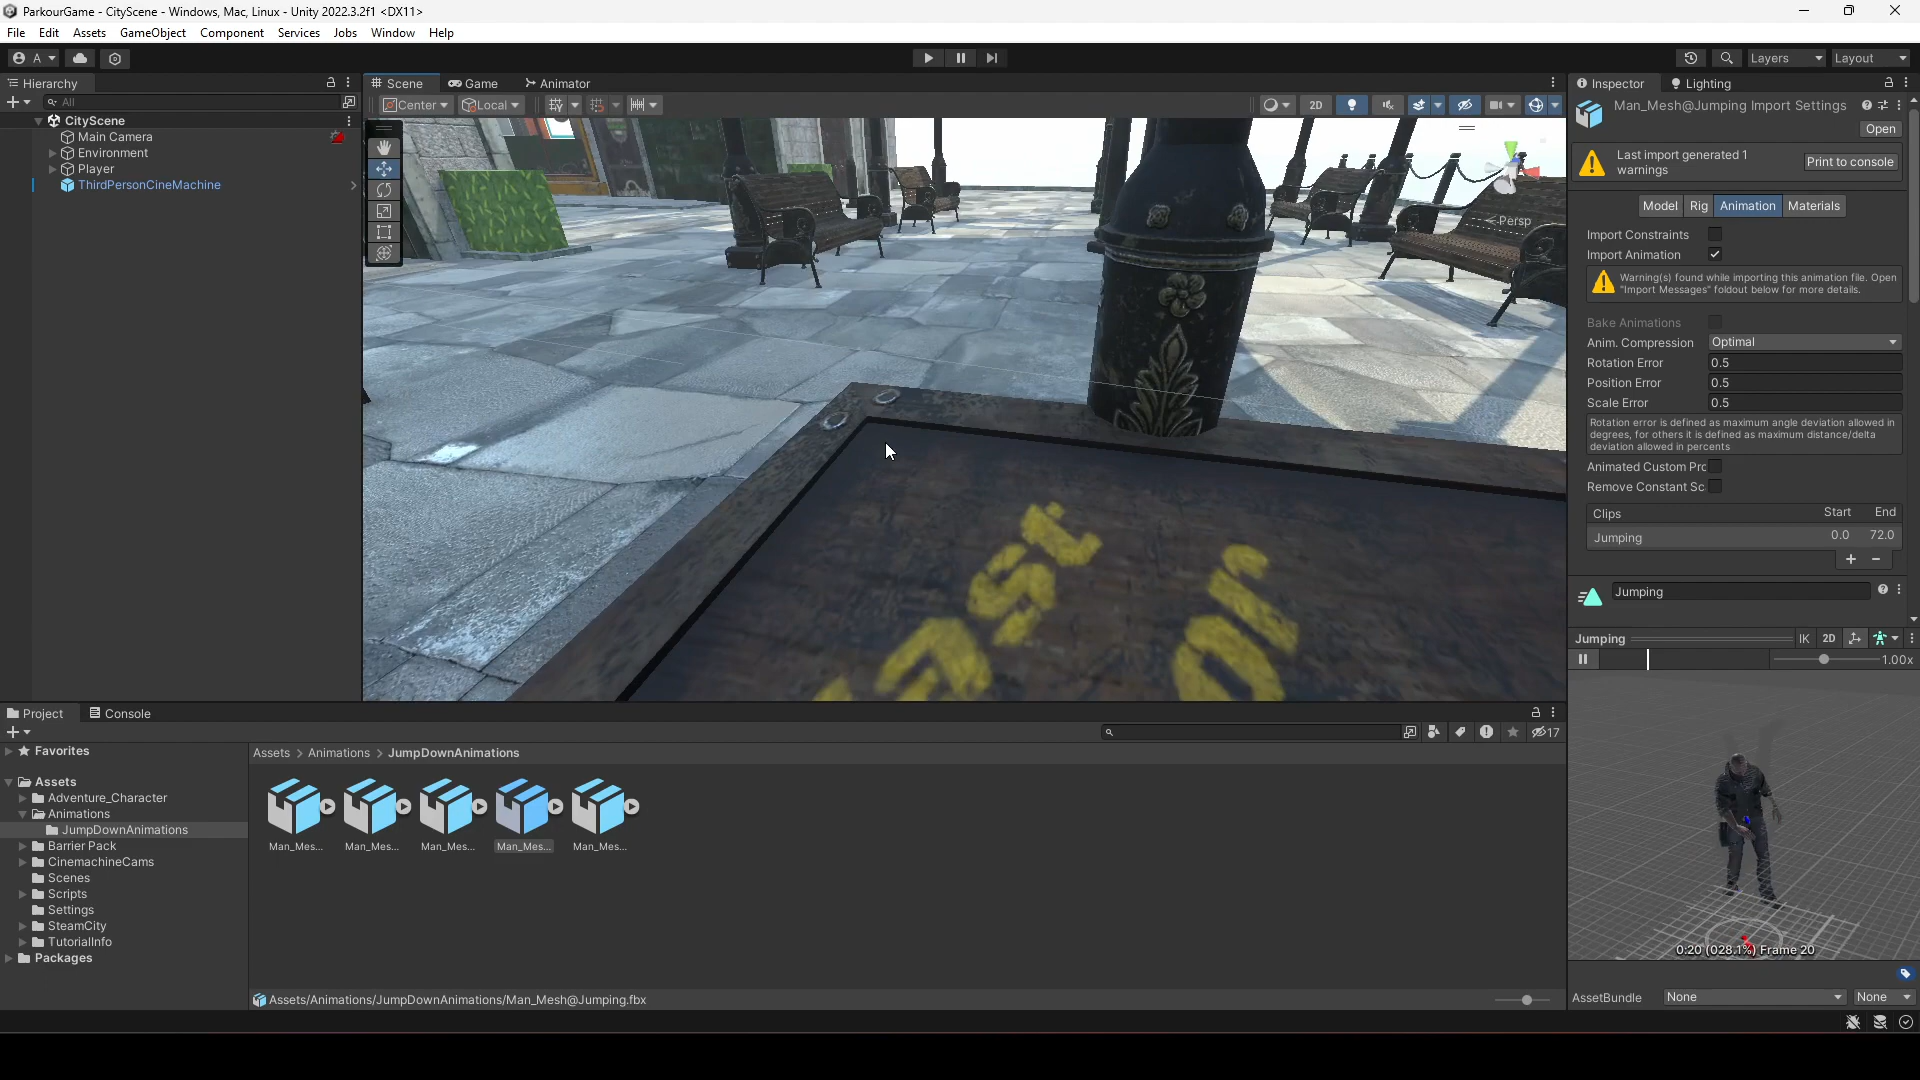 ParkourGame - CityScene - Windows, Mac, Linux - Unity 2022.3.2f1 <DX11>
File Edit Assets GameObject Component Services Jobs Window Help
A Layers Layout
Hierarchy Scene Game Animator Inspector Lighting
All Center Local 2D
Man_Mesh@Jumping Import Settings
Open
CityScene
Main Camera
Environment
Player
ThirdPersonCineMachine
Persp
Last import generated 1
warnings
Print to console
Model Rig Animation Materials
Import Constraints
Import Animation
Warning(s) found while importing this animation file. Open
"Import Messages" foldout below for more details.
Bake Animations
Anim. Compression Optimal
Rotation Error 0.5
Position Error 0.5
Scale Error 0.5
Rotation error is defined as maximum angle deviation allowed in
degrees, for others it is defined as maximum distance/delta
deviation allowed in percents
Animated Custom Prc
Remove Constant Sc
Clips Start End
Jumping 0.0 72.0
Jumping
Jumping IK 2D
1.00x
0:20 (028.1%) Frame 20
AssetBundle None None
Project Console
17
Favorites
Assets
Adventure_Character
Animations
JumpDownAnimations
Barrier Pack
CinemachineCams
Scenes
Scripts
Settings
SteamCity
TutorialInfo
Packages
Assets > Animations > JumpDownAnimations
Man_Mes... Man_Mes... Man_Mes... Man_Mes... Man_Mes...
Assets/Animations/JumpDownAnimations/Man_Mesh@Jumping.fbx